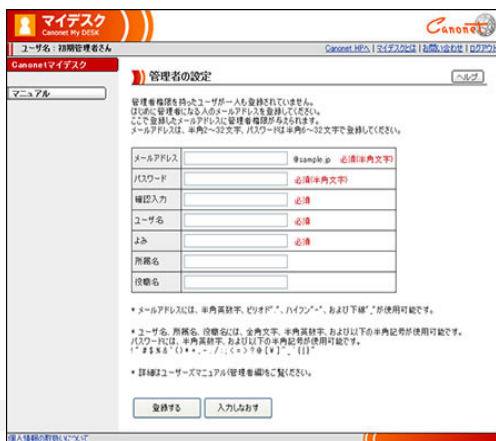 マイデスク
Canonet My DESK
Canonet
ユーザ名：初期管理者さん
Canonet HPへ | マイデスクとは | お問い合わせ | ログアウト
Canonetマイデスク
マニュアル
管理者の設定
ヘルプ
管理者権限を持ったユーザが一人も登録されていません。
はじめに管理者になる人のメールアドレスを登録してください。
ここで登録したメールアドレスに管理者権限が与えられます。
メールアドレスは、半角2～32文字、パスワードは半角6～32文字で登録してください。
メールアドレス @sample.jp 必須(半角文字)
パスワード 必須(半角文字)
確認入力 必須
ユーザ名 必須
よみ 必須
所属名
役職名
* メールアドレスには、半角英数字、ピリオド"."、ハイフン"-"、および下線"_"が使用可能です。
* ユーザ名、所属名、役職名には、全角文字、半角英数字、および以下の半角記号が使用可能です。
パスワードには、半角英数字、および以下の半角記号が使用可能です。
* 詳細はユーザーズマニュアル(管理者編)をご覧ください。
登録する 入力しなおす
個人情報の取扱いについて